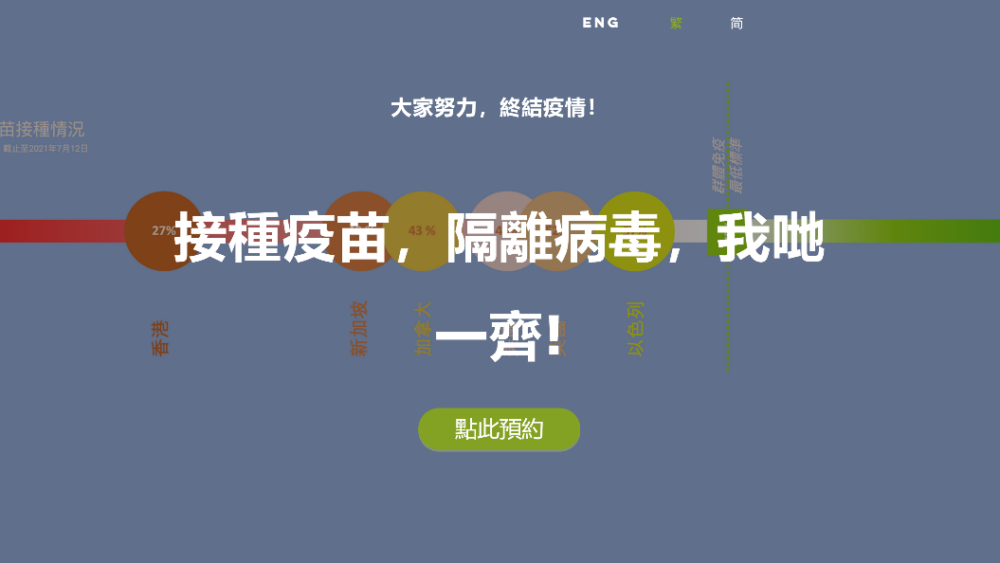 ENG 繁 简
大家努力，終結疫情！
苗接種情況
截止至2021年7月12日
群體免疫
最低標準
27%
43 %
接種疫苗，隔離病毒，我哋
一齊!
香港
新加坡
加拿大
以色列
點此預約